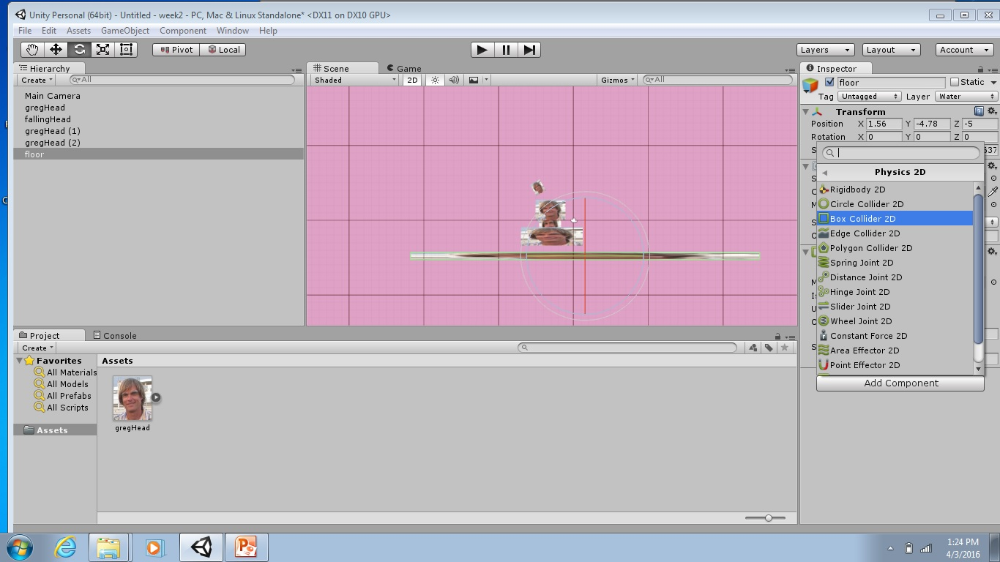 Unity Personal (64bit) - Untitled - week2 - PC, Mac & Linux Standalone* <DX11 on DX10 GPU>
File Edit Assets GameObject Component Window Help
Pivot Local Layers Layout Account
Hierarchy
Create All
Main Camera
gregHead
fallingHead
gregHead (1)
gregHead (2)
floor
Scene Game
Shaded 2D Gizmos All
Inspector
floor Static
Tag Untagged Layer Water
Transform
Position X 1.56 Y -4.78 Z -5
Rotation X 0 Y 0 Z 0
Physics 2D
Rigidbody 2D
Circle Collider 2D
Box Collider 2D
Edge Collider 2D
Polygon Collider 2D
Spring Joint 2D
Distance Joint 2D
Hinge Joint 2D
Slider Joint 2D
Wheel Joint 2D
Constant Force 2D
Area Effector 2D
Point Effector 2D
Add Component
Project Console
Create
Favorites
All Materials
All Models
All Prefabs
All Scripts
Assets
Assets
gregHead
1:24 PM
4/3/2016